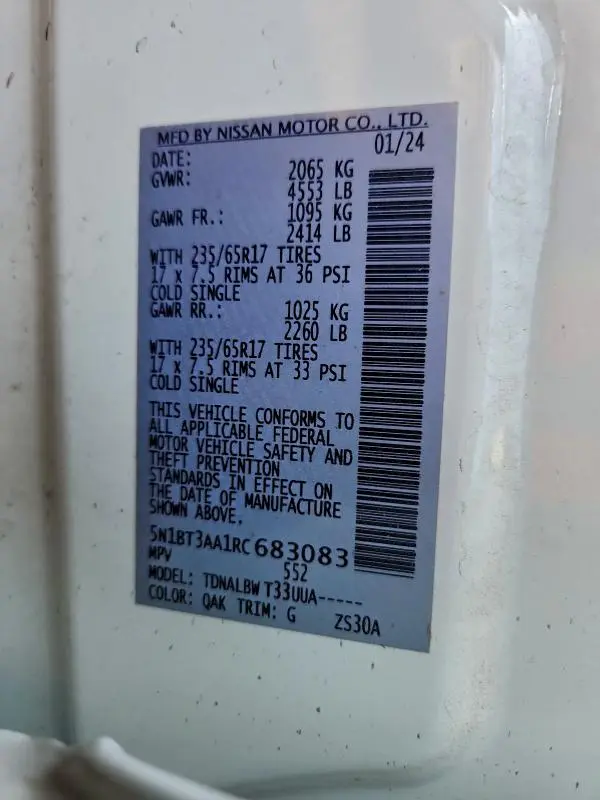 MFD BY NISSAN MOTOR CO., LTD.
DATE: 01/24
GVWR: 2065 KG
4553 LB
GAWR FR.: 1095 KG
2414 LB
WITH 235/65R17 TIRES
17 x 7.5 RIMS AT 36 PSI
COLD SINGLE
GAWR RR.: 1025 KG
2260 LB
WITH 235/65R17 TIRES
17 x 7.5 RIMS AT 33 PSI
COLD SINGLE
THIS VEHICLE CONFORMS TO
ALL APPLICABLE FEDERAL
MOTOR VEHICLE SAFETY AND
THEFT PREVENTION
STANDARDS IN EFFECT ON
THE DATE OF MANUFACTURE
SHOWN ABOVE.
5N1BT3AA1RC683083
MPV 552
MODEL: TDNALBW T33UUA-----
COLOR: QAK TRIM: G ZS30A